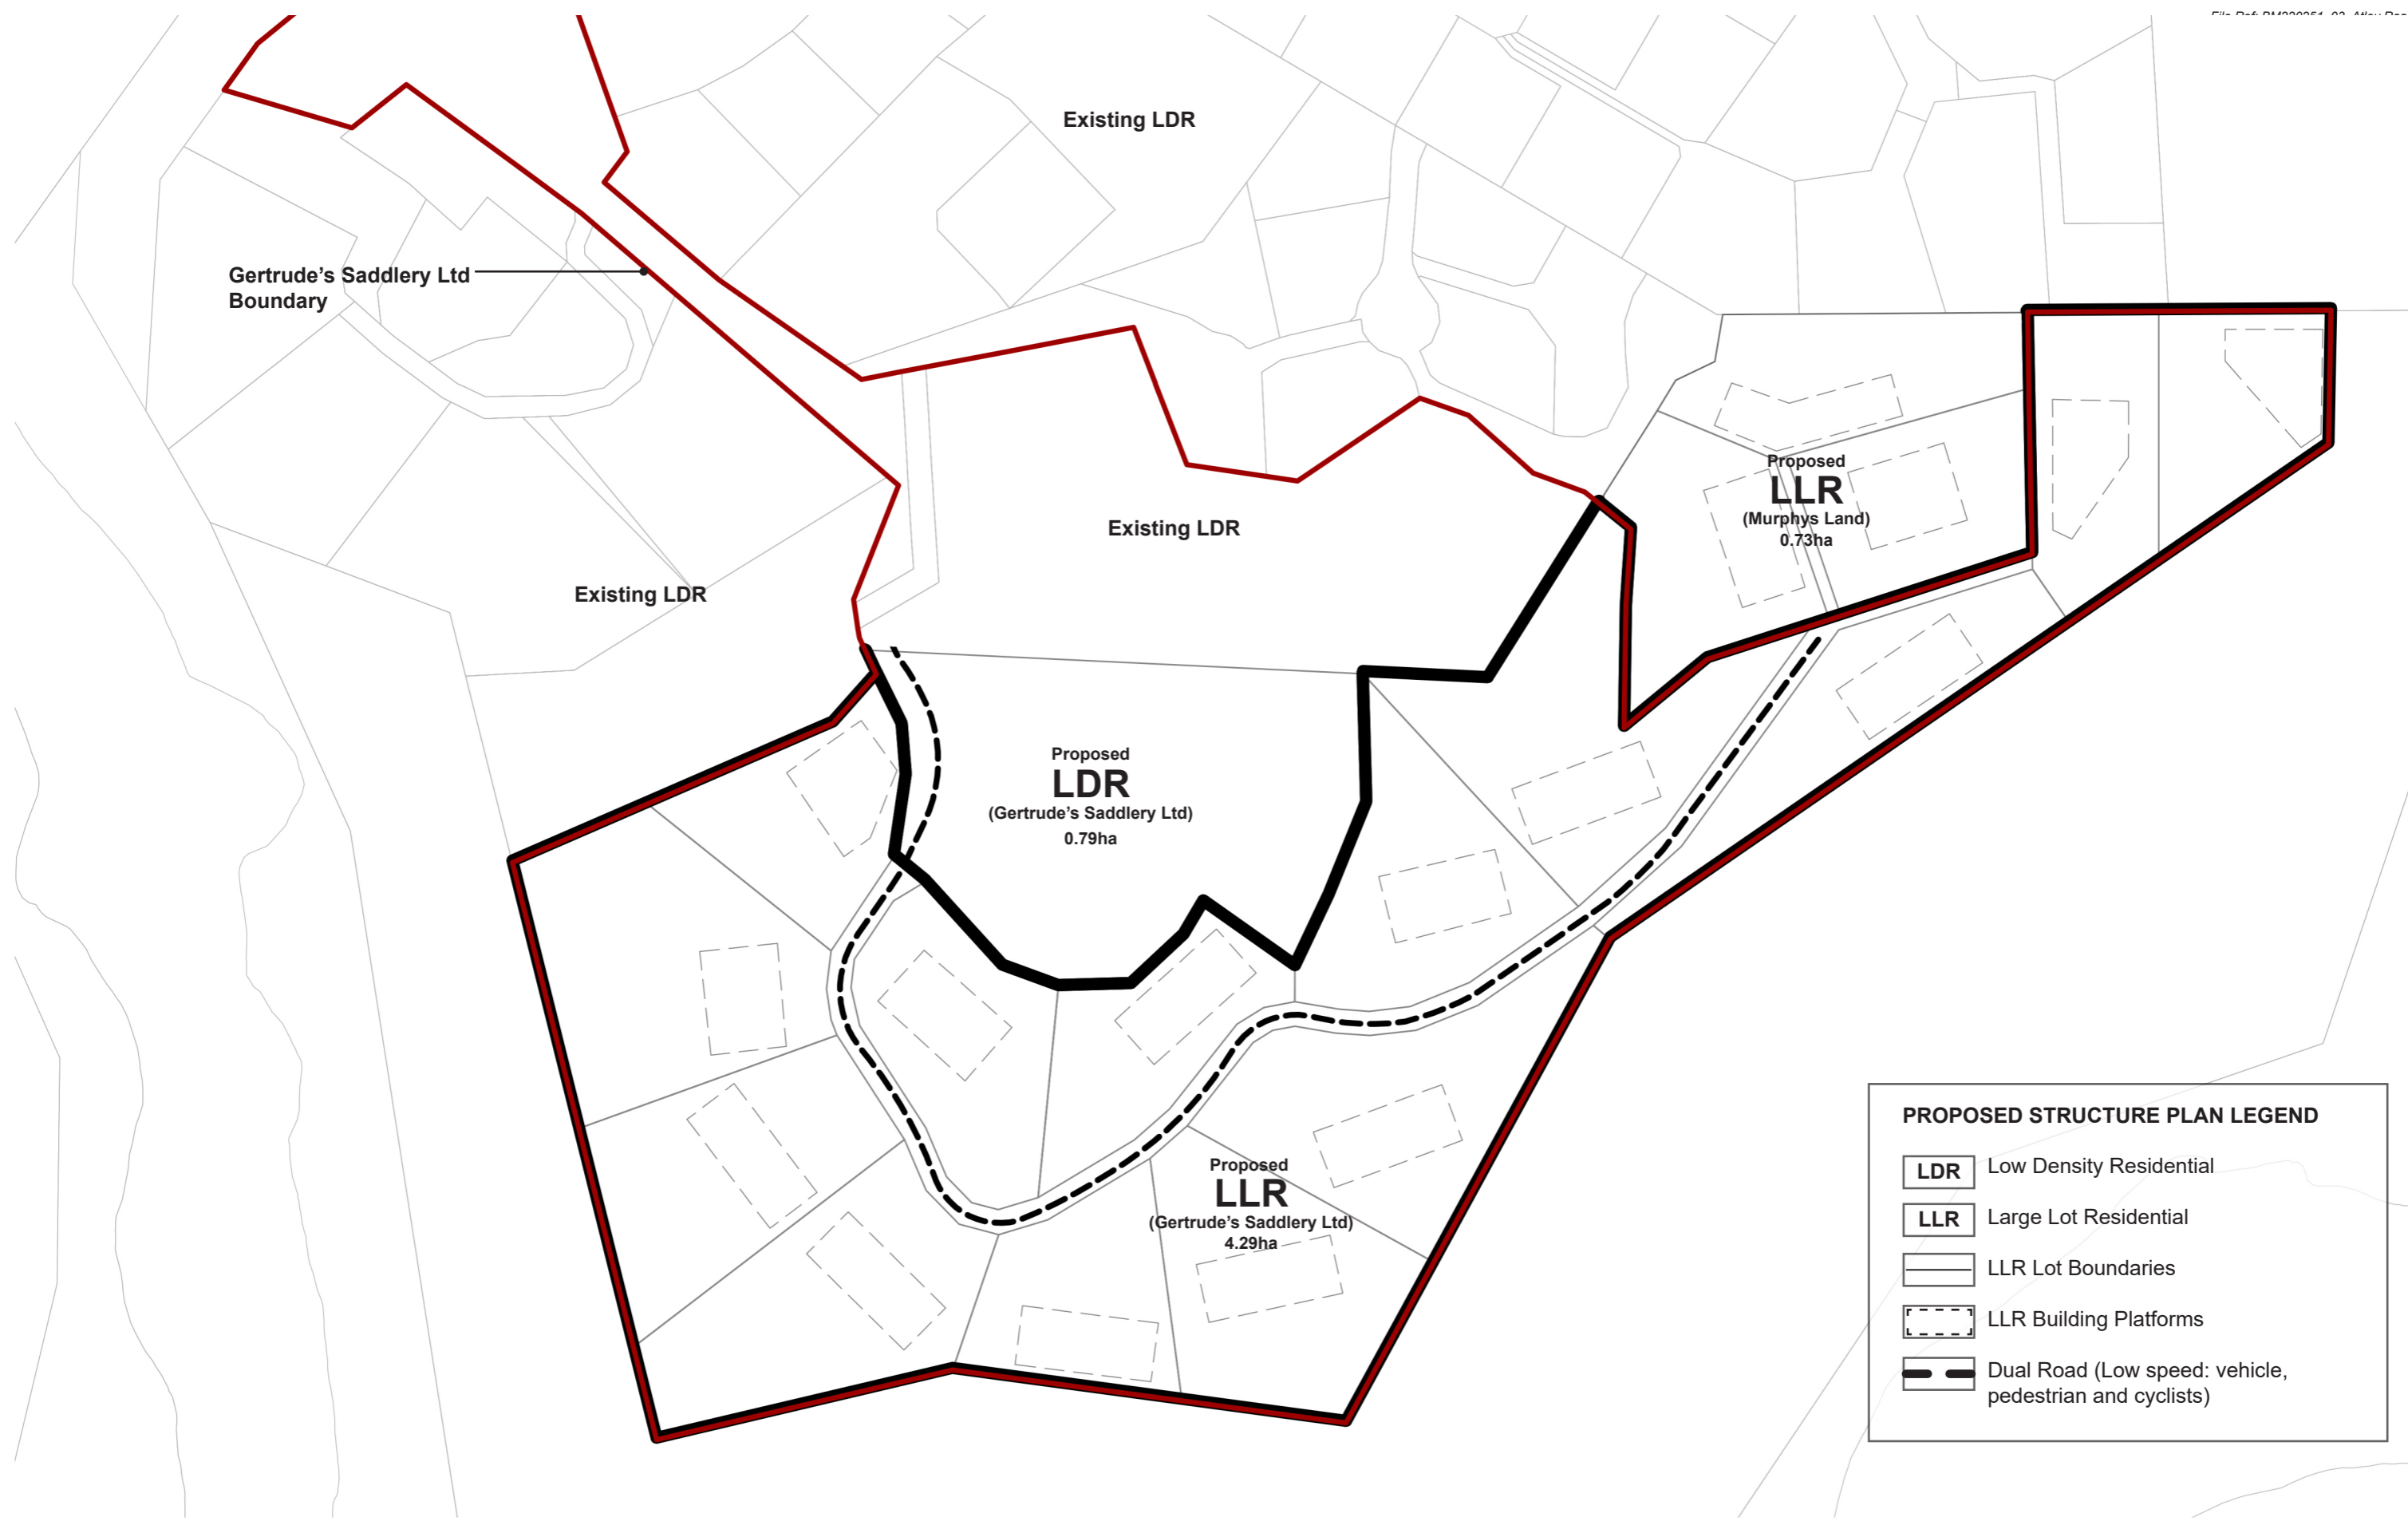 Existing LDR
Gertrude's Saddlery Ltd
Boundary
Existing LDR
Existing LDR
Proposed
LLR
(Murphys Land)
0.73ha
Proposed
LDR
(Gertrude's Saddlery Ltd)
0.79ha
Proposed
LLR
(Gertrude's Saddlery Ltd)
4.29ha
PROPOSED STRUCTURE PLAN LEGEND
LDR Low Density Residential
LLR Large Lot Residential
LLR Lot Boundaries
LLR Building Platforms
Dual Road (Low speed: vehicle,
pedestrian and cyclists)